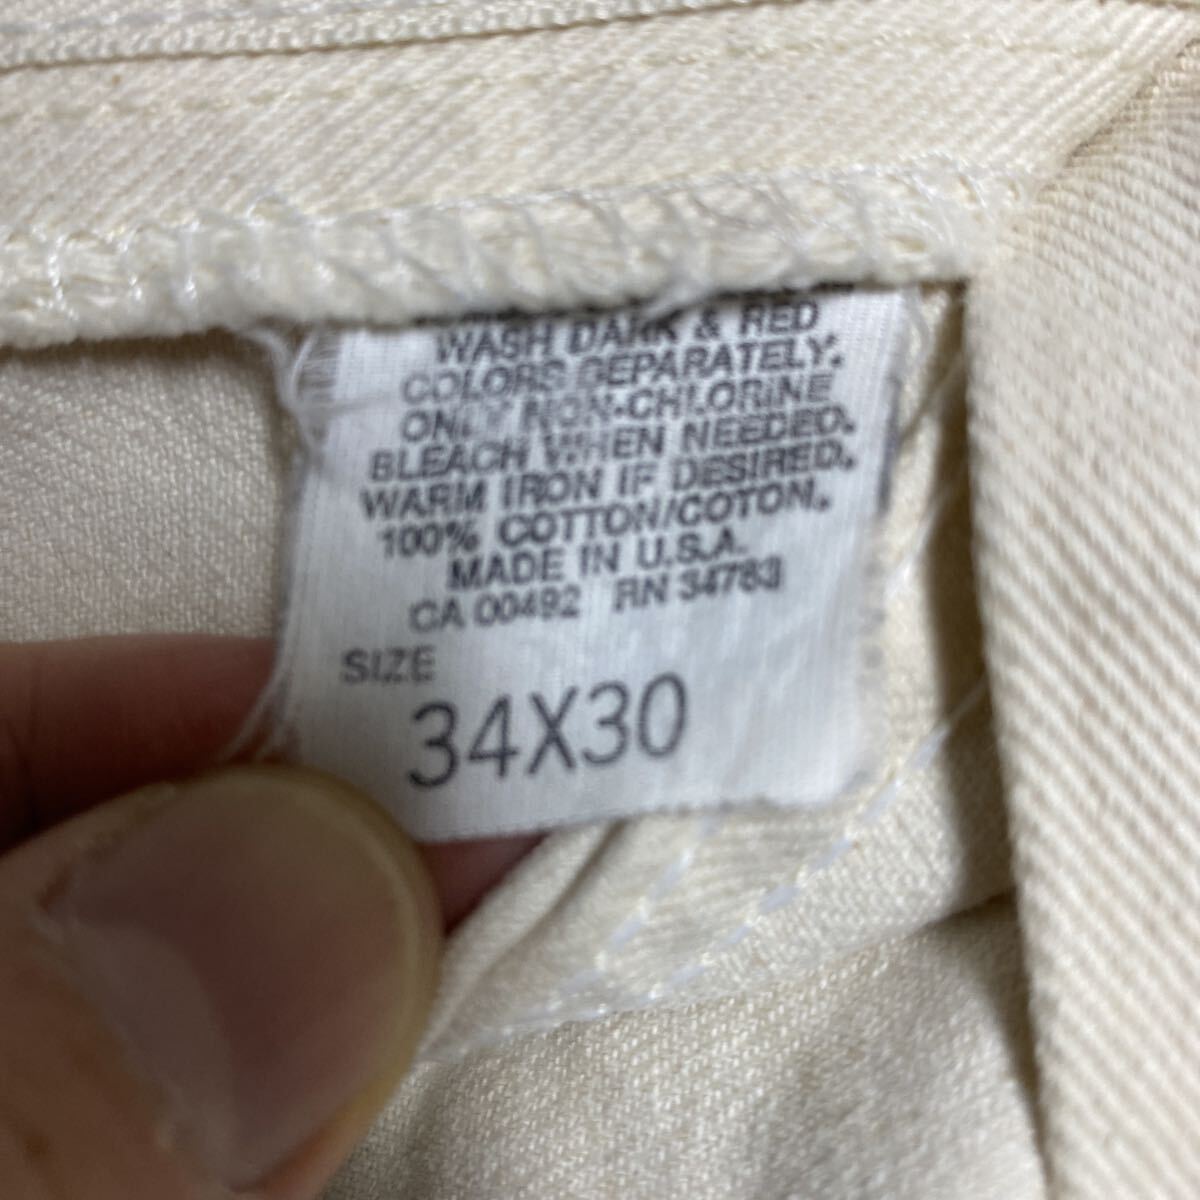 WASH DARK & RED
COLORS SEPARATELY.
ONLY NON-CHLORINE
BLEACH WHEN NEEDED.
WARM IRON IF DESIRED.
100% COTTON/COTON.
MADE IN U.S.A.
CA 00492 RN 34783
SIZE
34X30